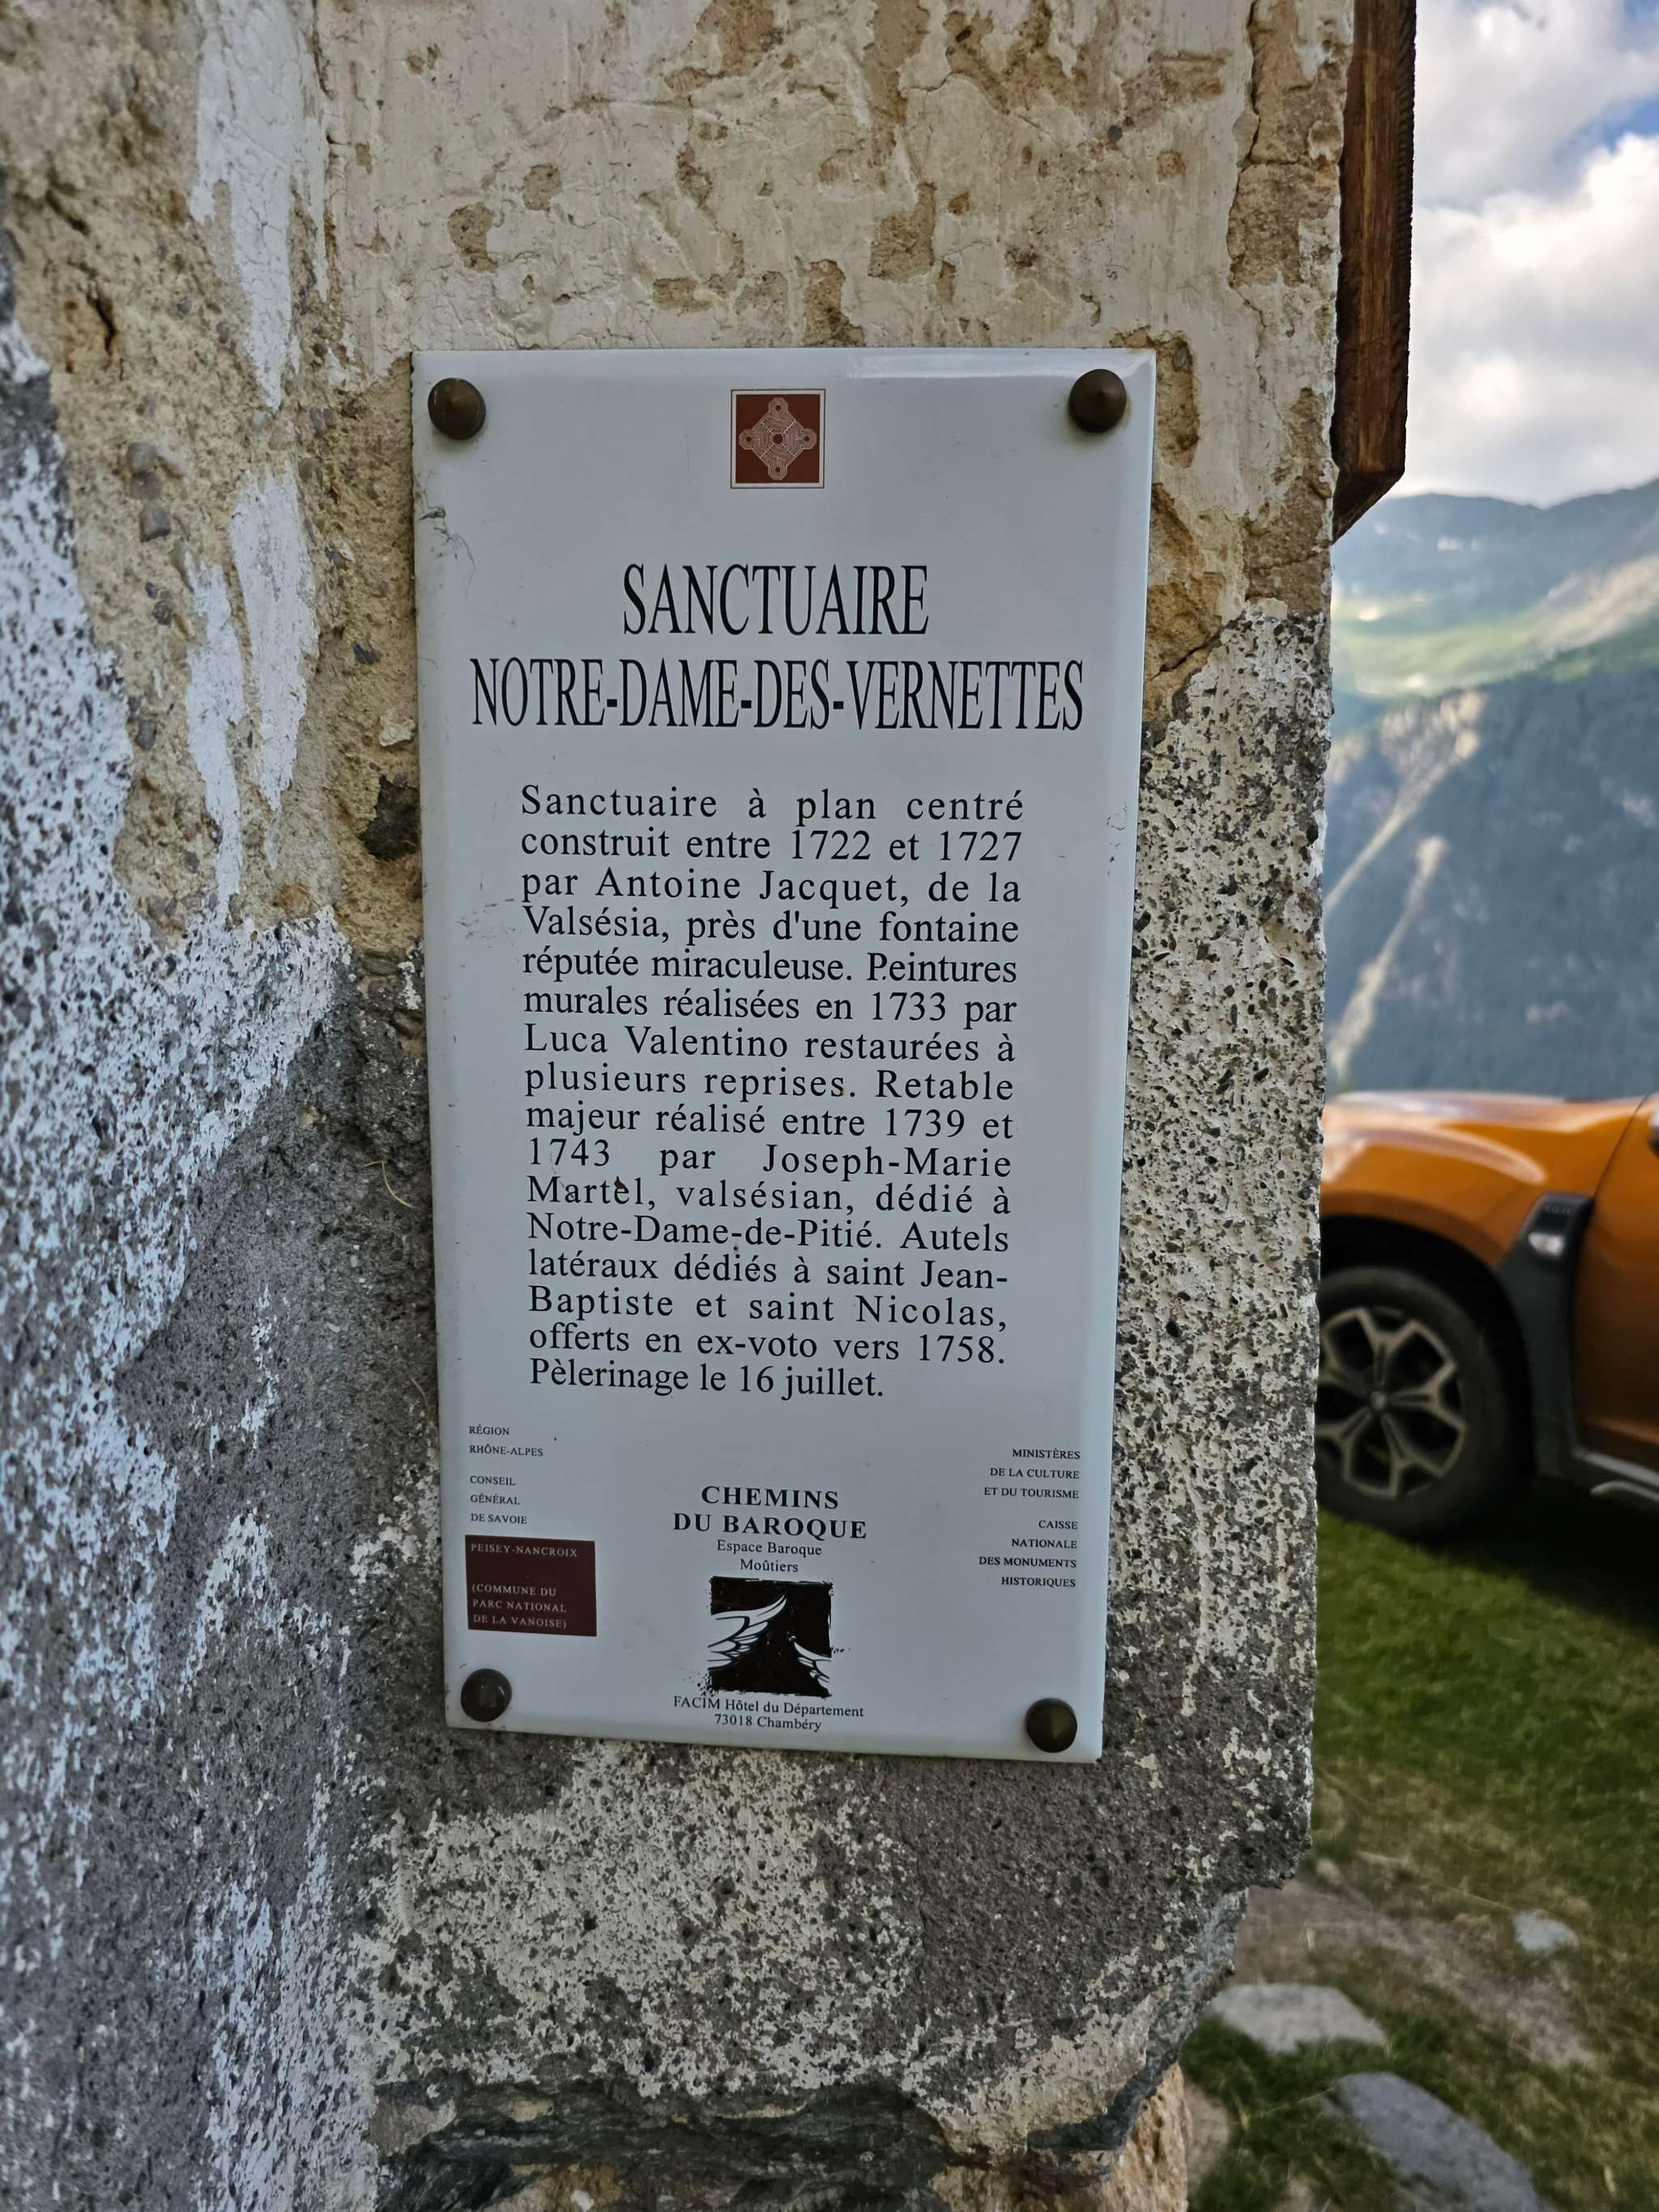 SANCTUAIRE
NOTRE-DAME-DES-VERNETTES
Sanctuaire à plan centré
construit entre 1722 et 1727
par Antoine Jacquet, de la
Valsésia, près d'une fontaine
réputée miraculeuse. Peintures
murales réalisées en 1733 par
Luca Valentino restaurées à
plusieurs reprises. Retable
majeur réalisé entre 1739 et
1743 par Joseph-Marie
Martel, valsésian, dédié à
Notre-Dame-de-Pitié. Autels
latéraux dédiés à saint Jean-
Baptiste et saint Nicolas,
offerts en ex-voto vers 1758.
Pèlerinage le 16 juillet.
RÉGION
RHÔNE-ALPES
CONSEIL
GÉNÉRAL
DE SAVOIE
PEISEY-NANCROIX
(COMMUNE DU
PARC NATIONAL
DE LA VANOISE)
CHEMINS
DU BAROQUE
Espace Baroque
Moûtiers
FACIM Hôtel du Département
73018 Chambéry
MINISTÈRES
DE LA CULTURE
ET DU TOURISME
CAISSE
NATIONALE
DES MONUMENTS
HISTORIQUES